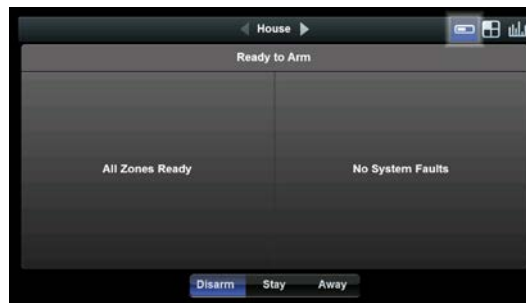 House
Ready to Arm
All Zones Ready
No System Faults
Disarm Stay Away